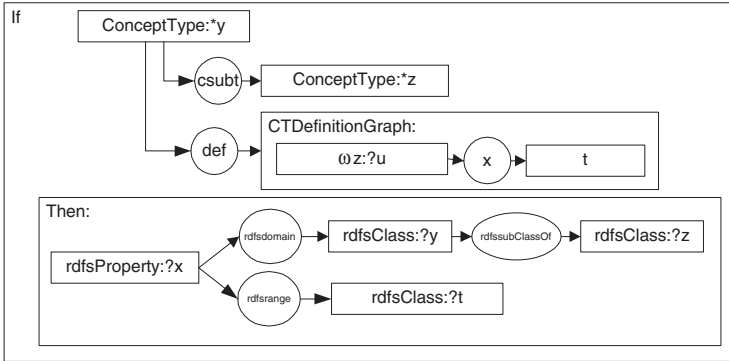 If
ConceptType:*y
csubt
ConceptType:*z
CTDefinitionGraph:
def
ωz:?u
x
t
Then:
rdfsdomain
rdfsClass:?y
rdfssubClassOf
rdfsClass:?z
rdfsProperty:?x
rdfsrange
rdfsClass:?t